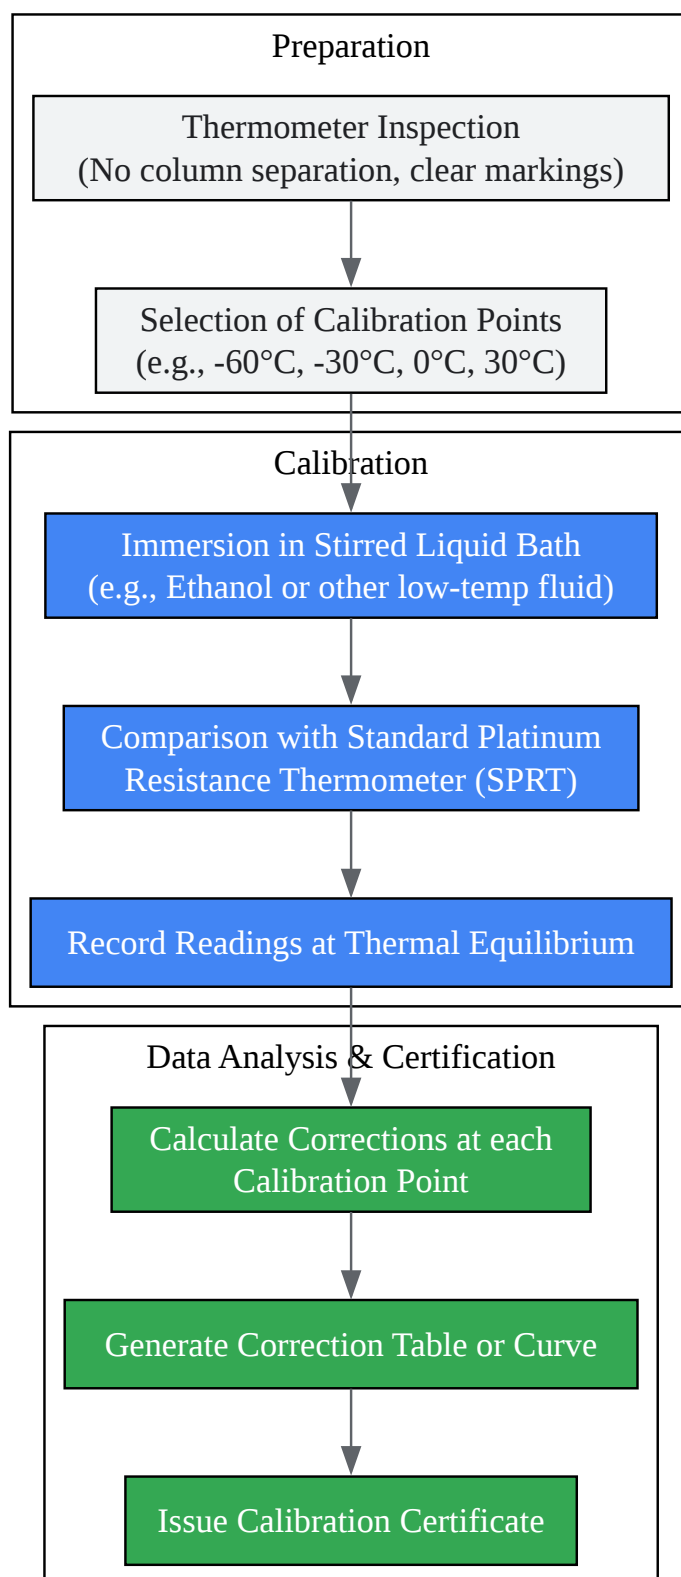 Preparation
Thermometer Inspection
(No column separation, clear markings)
Selection of Calibration Points
(e.g., -60°C, -30°C, 0°C, 30°C)
Calibration
Immersion in Stirred Liquid Bath
(e.g., Ethanol or other low-temp fluid)
Comparison with Standard Platinum
Resistance Thermometer (SPRT)
Record Readings at Thermal Equilibrium
Data Analysis & Certification
Calculate Corrections at each
Calibration Point
Generate Correction Table or Curve
Issue Calibration Certificate